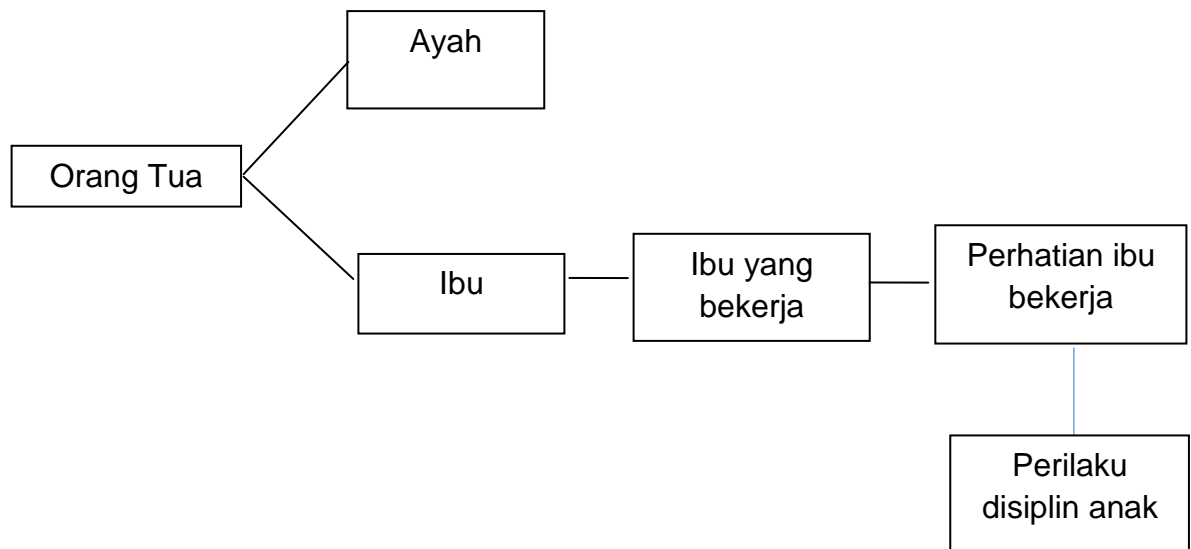 Ayah
Orang Tua
Ibu
Ibu yang
bekerja
Perhatian ibu
bekerja
Perilaku
disiplin anak